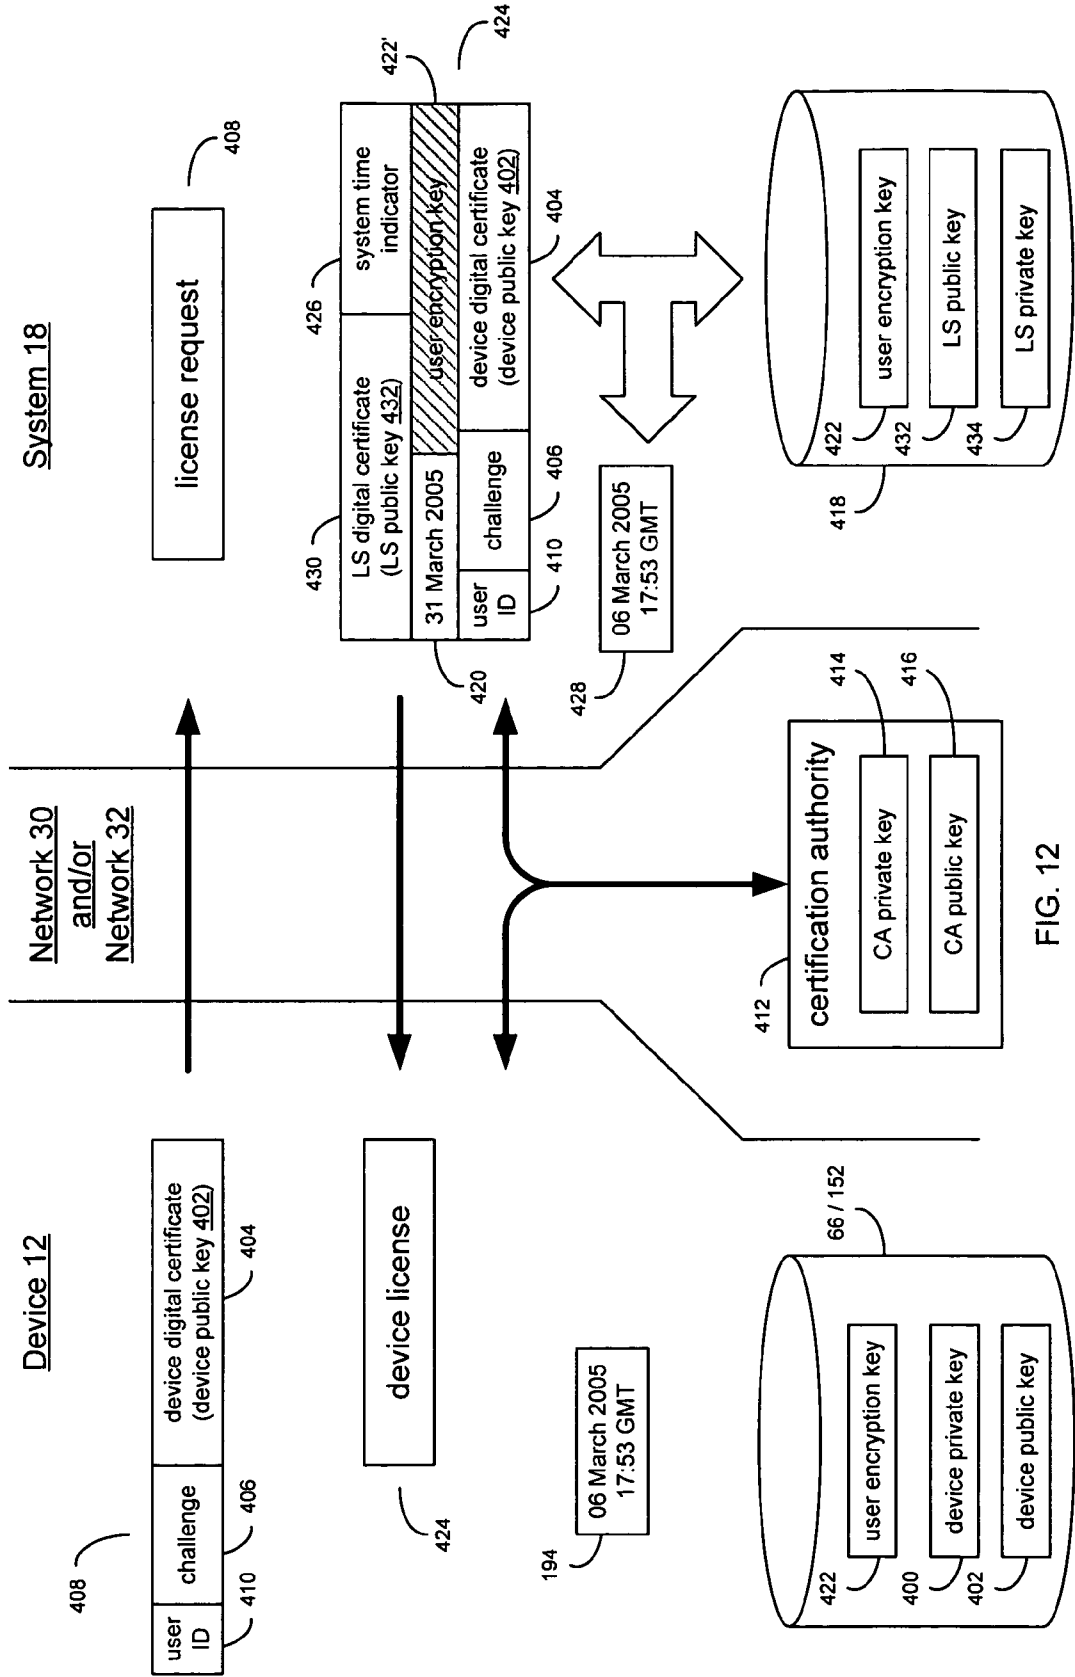 Device 12
Network 30
and/or
Network 32
System 18
408
user
ID
challenge
device digital certificate
(device public key 402)
410
406
404
license request
408
device license
424
430
426
422'
424
LS digital certificate
(LS public key 432)
system time
indicator
31 March 2005
user encryption key
user
ID
challenge
device digital certificate
(device public key 402)
420
410
406
404
194
06 March 2005
17:53 GMT
428
06 March 2005
17:53 GMT
66 / 152
422
user encryption key
400
device private key
402
device public key
412
certification authority
CA private key
414
CA public key
416
418
422
user encryption key
432
LS public key
434
LS private key
FIG. 12